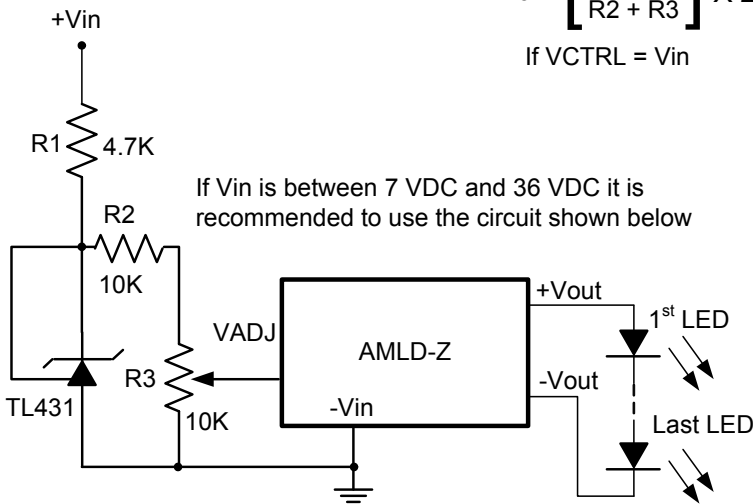 R2 + R3
If VCTRL = Vin
+Vin
R1
4.7K
If Vin is between 7 VDC and 36 VDC it is
recommended to use the circuit shown below
R2
10K
+Vout
1st LED
VADJ
AMLD-Z
R3
-Vout
TL431
10K
-Vin
Last LED